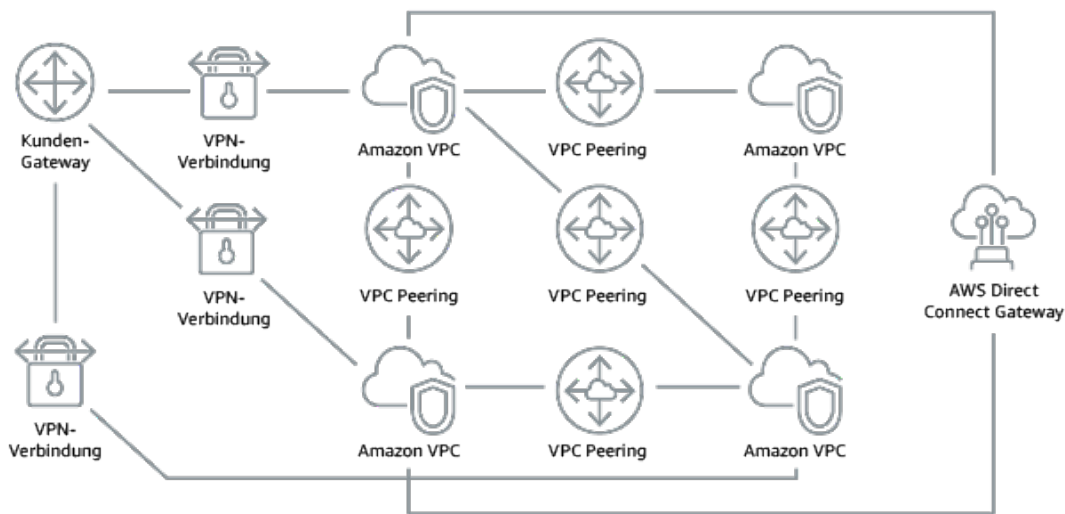 Kunden-
Gateway
VPN-
Verbindung
Amazon VPC
VPC Peering
Amazon VPC
VPN-
Verbindung
VPC Peering
VPC Peering
VPC Peering
AWS Direct
Connect Gateway
VPN-
Verbindung
Amazon VPC
VPC Peering
Amazon VPC